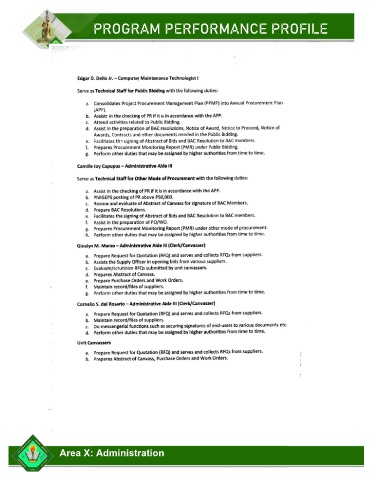 PROGRAM PERFORMANCE PROFILE
Edgar D. Delio Jr. – Computer Maintenance Technologist I
Serve as Technical Staff for Public Bidding with the following duties:
a. Consolidates Project Procurement Management Plan (PPMP) into Annual Procurement Plan
(APP).
b. Assist in the checking of PR if it is in accordance with the APP.
c. Attend activities related to Public Bidding.
d. Assist in the preparation of BAC resolutions, Notice of Award, Notice to Proceed, Notice of
Awards, Contracts and other documents needed in the Public Bidding.
e. Facilitates the signing of Abstract of Bids and BAC Resolution to BAC members.
f. Prepares Procurement Monitoring Report (PMR) under Public Bidding.
g. Perform other duties that may be assigned by higher authorities from time to time.
Camille Joy Capupus – Administrative Aide III
Serve as Technical Staff for Other Mode of Procurement with the following duties:
a. Assist in the checking of PR if it is in accordance with the APP.
b. PhilGEPS posting of PR above P50,000.
c. Review and evaluate of Abstract of Canvass for signature of BAC Members.
d. Prepare BAC Resolutions.
e. Facilitates the signing of Abstract of Bids and BAC Resolution to BAC members.
f. Assist in the preparation of PO/WO.
g. Prepares Procurement Monitoring Report (PMR) under other mode of procurement.
h. Perform other duties that may be assigned by higher authorities from time to time.
Ginalyn M. Marso – Administrative Aide III (Clerk/Canvasser)
a. Prepare Request for Quotation (RFQ) and serves and collects RFQs from suppliers.
b. Assists the Supply Officer in opening bids from various suppliers.
c. Evaluate/scrutinize RFQs submitted by unit canvassers.
d. Prepares Abstract of Canvass.
e. Prepare Purchase Orders and Work Orders.
f. Maintain record/files of suppliers.
g. Perform other duties that may be assigned by higher authorities from time to time.
Cornelio S. del Rosario – Administrative Aide III (Clerk/Canvasser)
a. Prepare Request for Quotation (RFQ) and serves and collects RFQs from suppliers.
b. Maintain record/files of suppliers.
c. Do messengerial functions such as securing signatures of end-users to various documents etc.
d. Perform other duties that may be assigned by higher authorities from time to time.
Unit Canvassers
a. Prepare Request for Quotation (RFQ) and serves and collects RFQs from suppliers.
b. Prepares Abstract of Canvass, Purchase Orders and Work Orders.
Area X: Administration